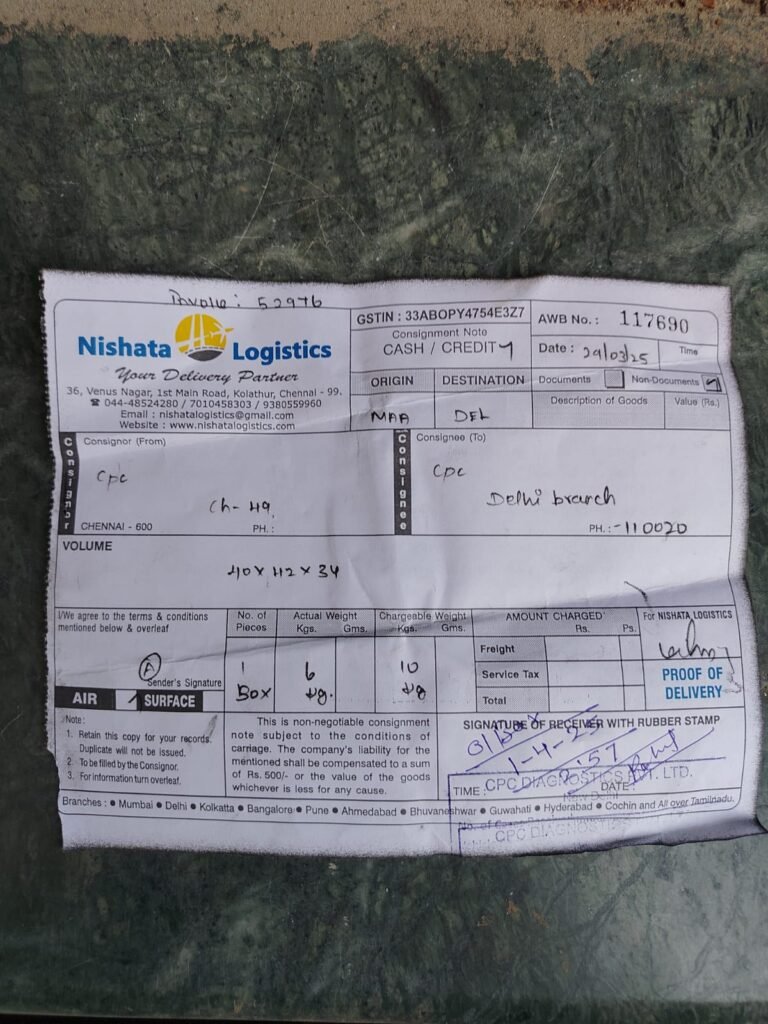 Invoice : 52976
Nishata Logistics
Your Delivery Partner
36, Venus Nagar, 1st Main Road, Kolathur, Chennai - 99.
☎ 044-48524280 / 7010458303 / 9380559960
Email : nishatalogistics@gmail.com
Website : www.nishatalogistics.com
GSTIN : 33ABOPY4754E3Z7
Consignment Note
CASH / CREDIT
AWB No. : 117690
Date : 29/03/25 Time
ORIGIN DESTINATION
MAA DEL
Documents Non-Documents
Description of Goods Value (Rs.)
Consignor
Consignor (From)
CPC
Ch - 49
CHENNAI - 600 PH. :
Consignee
Consignee (To)
CPC
Delhi branch
PH. : - 110020
VOLUME
40 x 42 x 34
I/We agree to the terms & conditions
mentioned below & overleaf
Sender's Signature
AIR SURFACE
No. of
Pieces
1
Box
Actual Weight
Kgs. Gms.
6
kg.
Chargeable Weight
Kgs. Gms.
10
kg
AMOUNT CHARGED
Rs. Ps.
Freight
Service Tax
Total
For NISHATA LOGISTICS
PROOF OF
DELIVERY
Note :
1. Retain this copy for your records.
Duplicate will not be issued.
2. To be filled by the Consignor.
3. For information turn overleaf.
This is non-negotiable consignment
note subject to the conditions of
carriage. The company's liability for the
mentioned shall be compensated to a sum
of Rs. 500/- or the value of the goods
whichever is less for any cause.
SIGNATURE OF RECEIVER WITH RUBBER STAMP
01 Box
1-4-25
TIME : DATE :
CPC DIAGNOSTICS PVT. LTD.
New Delhi
Branches : • Mumbai • Delhi • Kolkatta • Bangalore • Pune • Ahmedabad • Bhuvaneshwar • Guwahati • Hyderabad • Cochin and All over Tamilnadu.
CPC DIAGNOSTICS